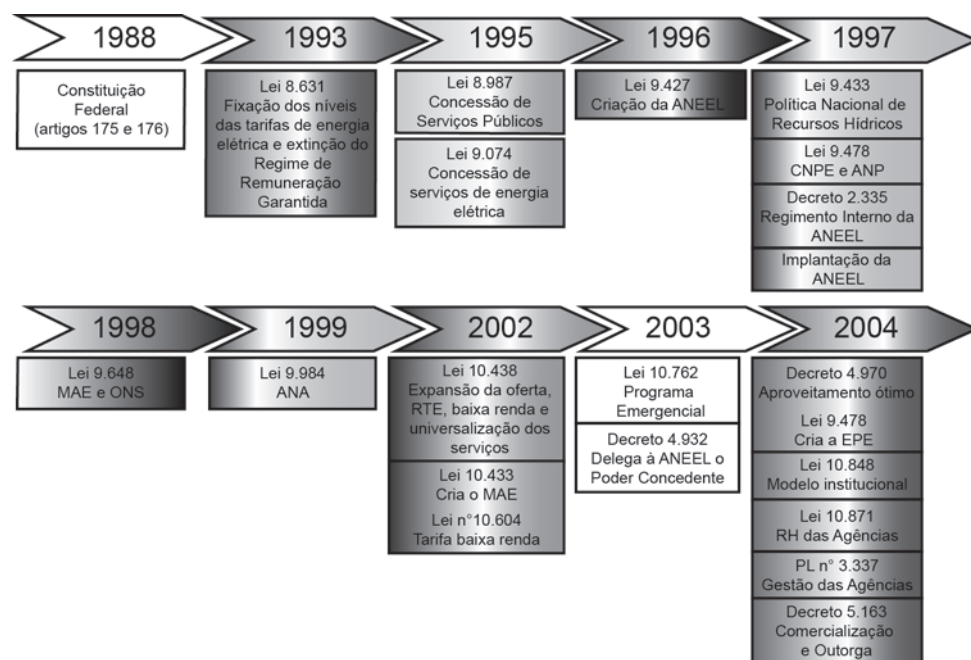 1988
Constituição
Federal
(artigos 175 e 176)
1993
Lei 8.631
Fixação dos níveis
das tarifas de energia
elétrica e extinção do
Regime de
Remuneração
Garantida
1995
Lei 8.987
Concessão de
Serviços Públicos
Lei 9.074
Concessão de
serviços de energia
elétrica
1996
Lei 9.427
Criação da ANEEL
1997
Lei 9.433
Política Nacional de
Recursos Hídricos
Lei 9.478
CNPE e ANP
Decreto 2.335
Regimento Interno da
ANEEL
Implantação da
ANEEL
1998
Lei 9.648
MAE e ONS
1999
Lei 9.984
ANA
2002
Lei 10.438
Expansão da oferta,
RTE, baixa renda e
universalização dos
serviços
Lei 10.433
Cria o MAE
Lei n°10.604
Tarifa baixa renda
2003
Lei 10.762
Programa
Emergencial
Decreto 4.932
Delega à ANEEL o
Poder Concedente
2004
Decreto 4.970
Aproveitamento ótimo
Lei 9.478
Cria a EPE
Lei 10.848
Modelo institucional
Lei 10.871
RH das Agências
PL n° 3.337
Gestão das Agências
Decreto 5.163
Comercialização
e Outorga